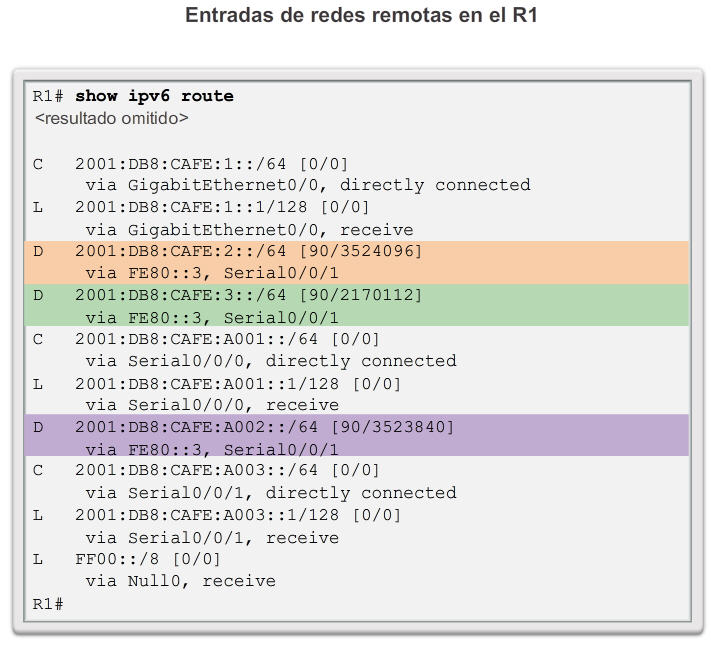 Entradas de redes remotas en el R1
R1# show ipv6 route
<resultado omitido>
C 2001:DB8:CAFE:1::/64 [0/0]
via GigabitEthernet0/0, directly connected
L 2001:DB8:CAFE:1::1/128 [0/0]
via GigabitEthernet0/0, receive
D 2001:DB8:CAFE:2::/64 [90/3524096]
via FE80::3, Serial0/0/1
D 2001:DB8:CAFE:3::/64 [90/2170112]
via FE80::3, Serial0/0/1
C 2001:DB8:CAFE:A001::/64 [0/0]
via Serial0/0/0, directly connected
L 2001:DB8:CAFE:A001::1/128 [0/0]
via Serial0/0/0, receive
D 2001:DB8:CAFE:A002::/64 [90/3523840]
via FE80::3, Serial0/0/1
C 2001:DB8:CAFE:A003::/64 [0/0]
via Serial0/0/1, directly connected
L 2001:DB8:CAFE:A003::1/128 [0/0]
via Serial0/0/1, receive
L FF00::/8 [0/0]
via Null0, receive
R1#